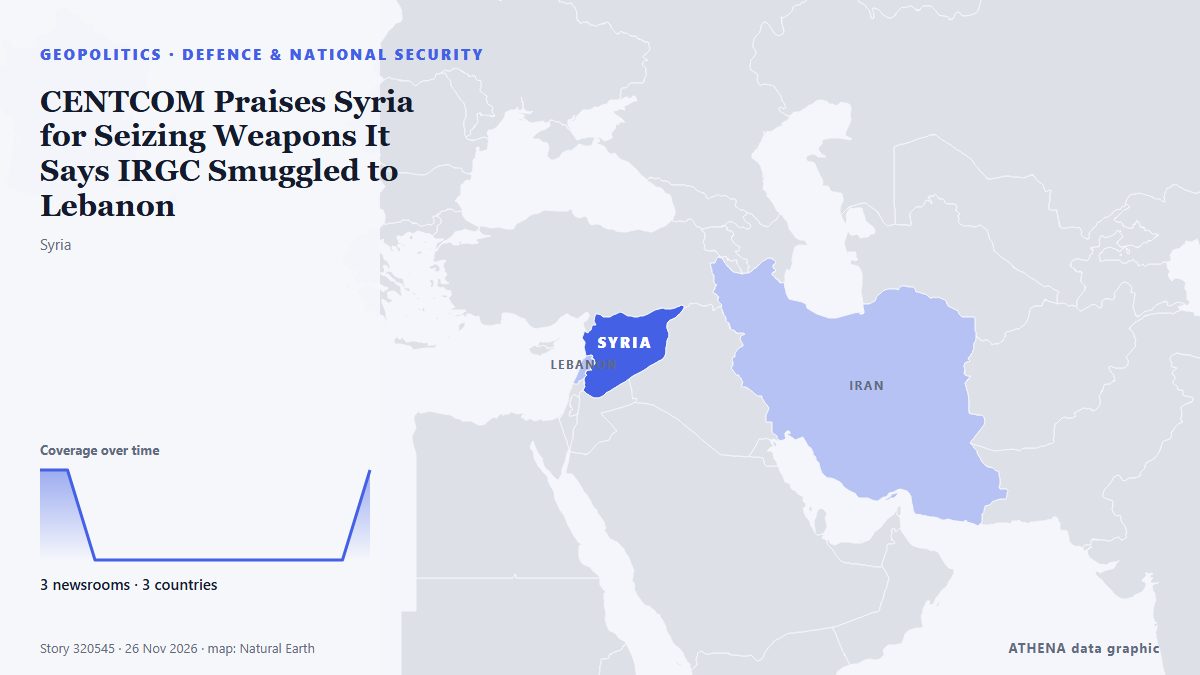 GEOPOLITICS · DEFENCE & NATIONAL SECURITY
CENTCOM Praises Syria
for Seizing Weapons It
Says IRGC Smuggled to
Lebanon
Syria
SYRIA
LEBANON
IRAN
Coverage over time
3 newsrooms · 3 countries
Story 320545 · 26 Nov 2026 · map: Natural Earth
ATHENA data graphic